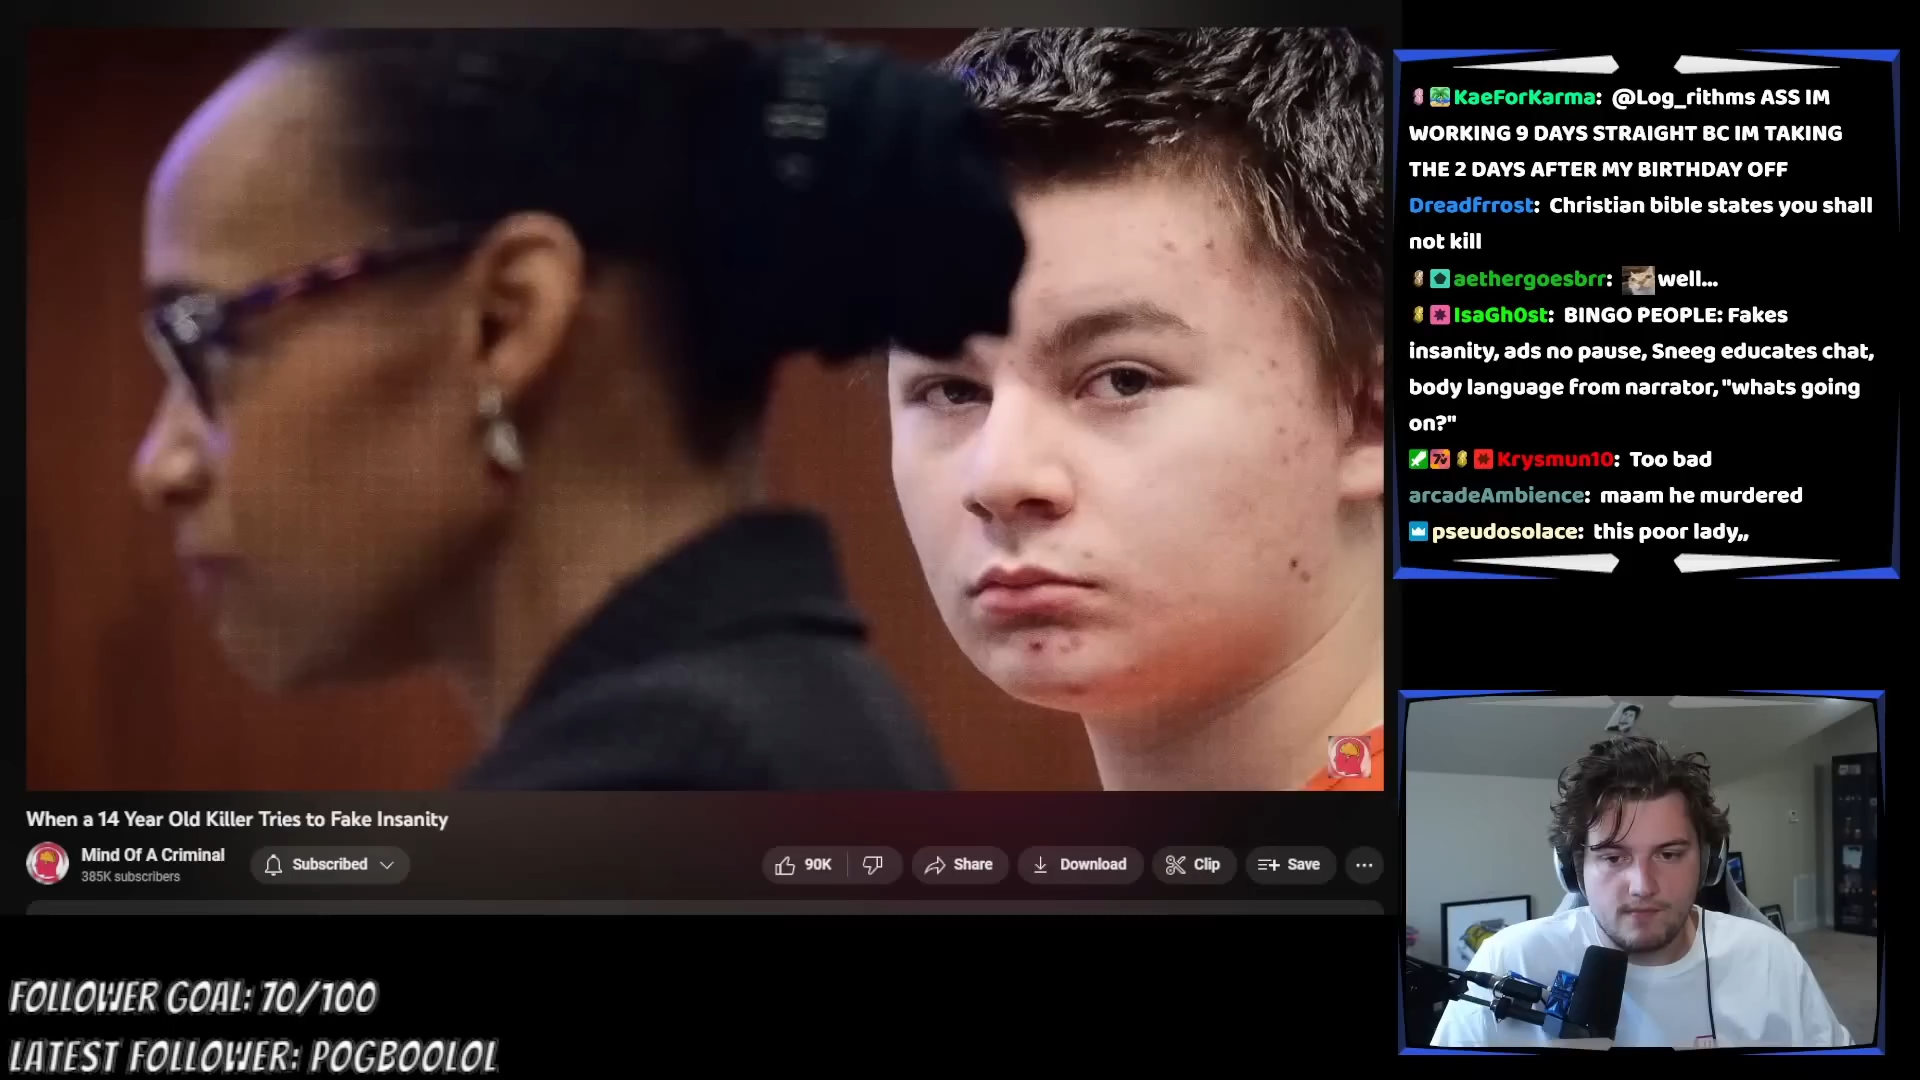 KaeForKarma: @Log_rithms ASS IM
WORKING 9 DAYS STRAIGHT BC IM TAKING
THE 2 DAYS AFTER MY BIRTHDAY OFF
Dreadfrrost: Christian bible states you shall
not kill
aethergoesbrr: well...
IsaGh0st: BINGO PEOPLE: Fakes
insanity, ads no pause, Sneeg educates chat,
body language from narrator, "whats going
on?"
Krysmun10: Too bad
arcadeAmbience: maam he murdered
pseudosolace: this poor lady,,
When a 14 Year Old Killer Tries to Fake Insanity
Mind Of A Criminal
385K subscribers
Subscribed
90K
Share
Download
Clip
Save
FOLLOWER GOAL: 70/100
LATEST FOLLOWER: POGBOOLOL